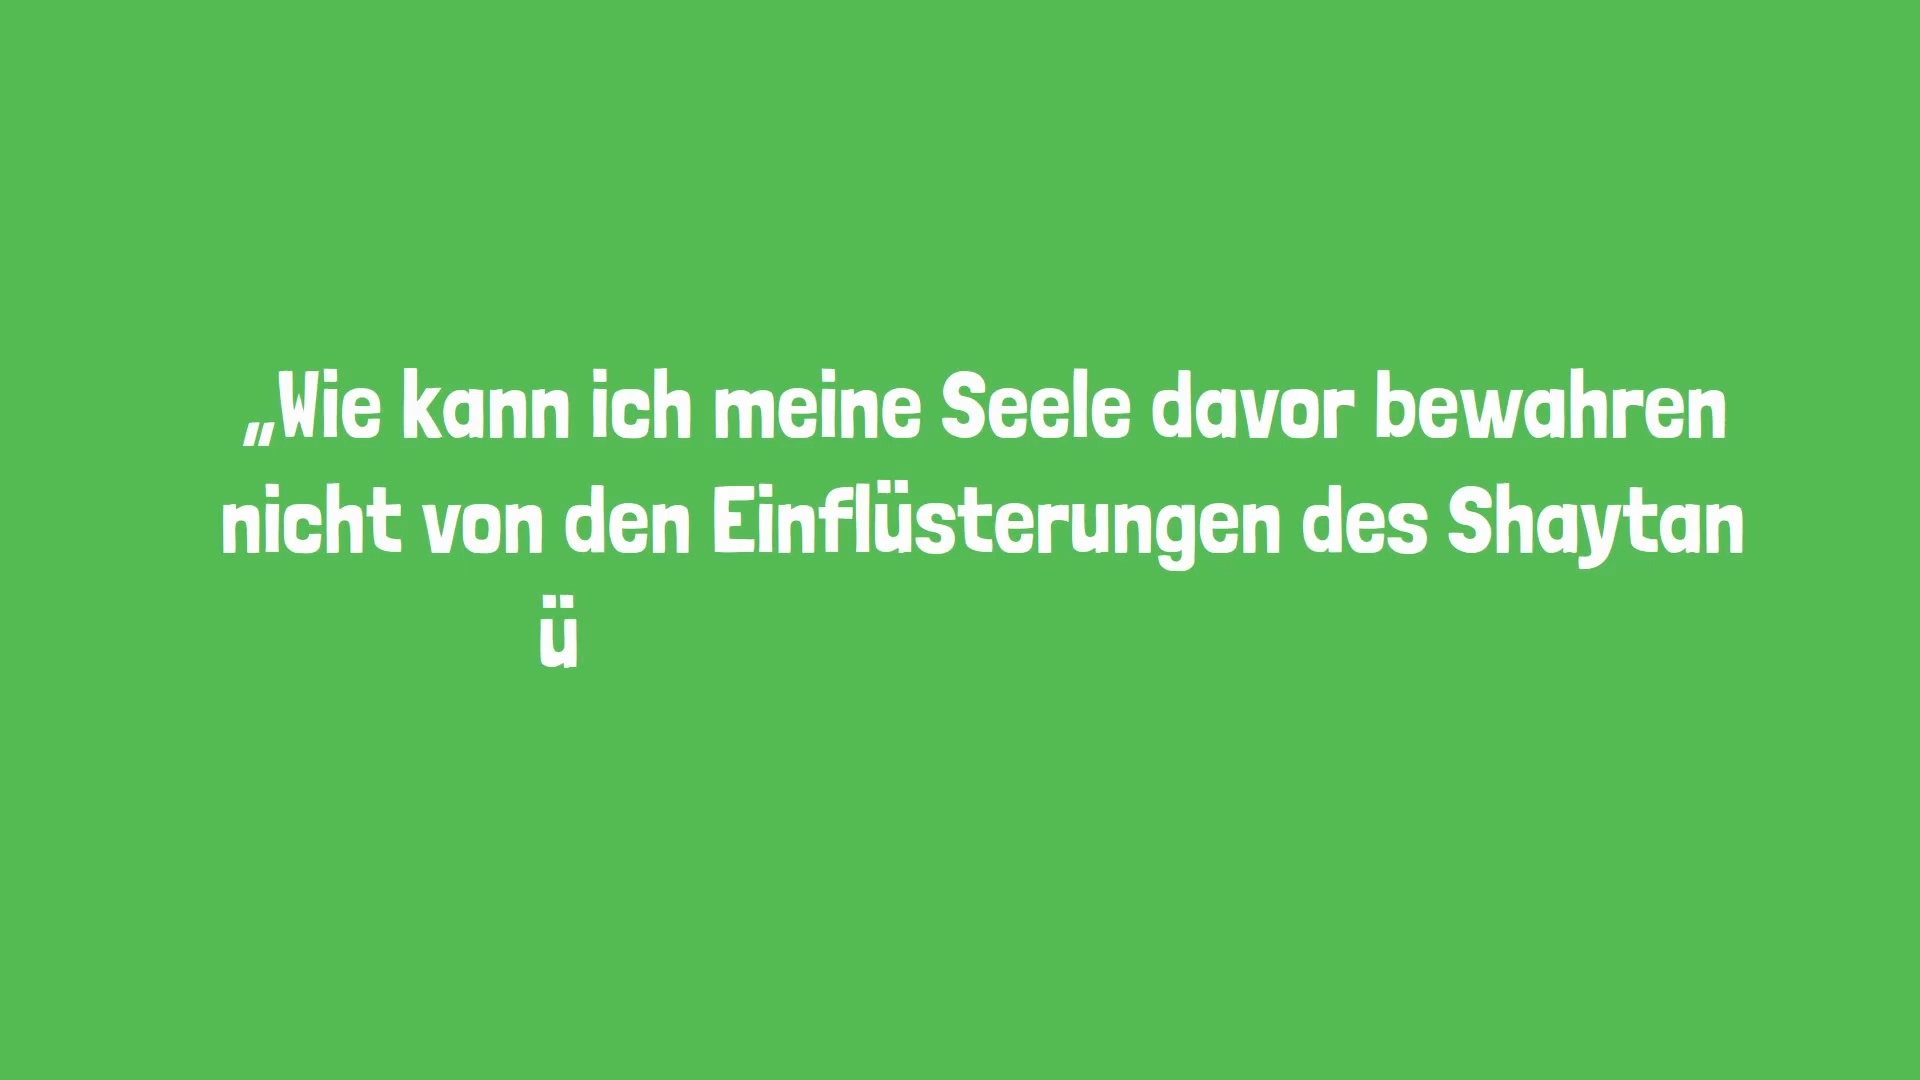 „Wie kann ich meine Seele davor bewahren
nicht von den Einflüsterungen des Shaytan
ü